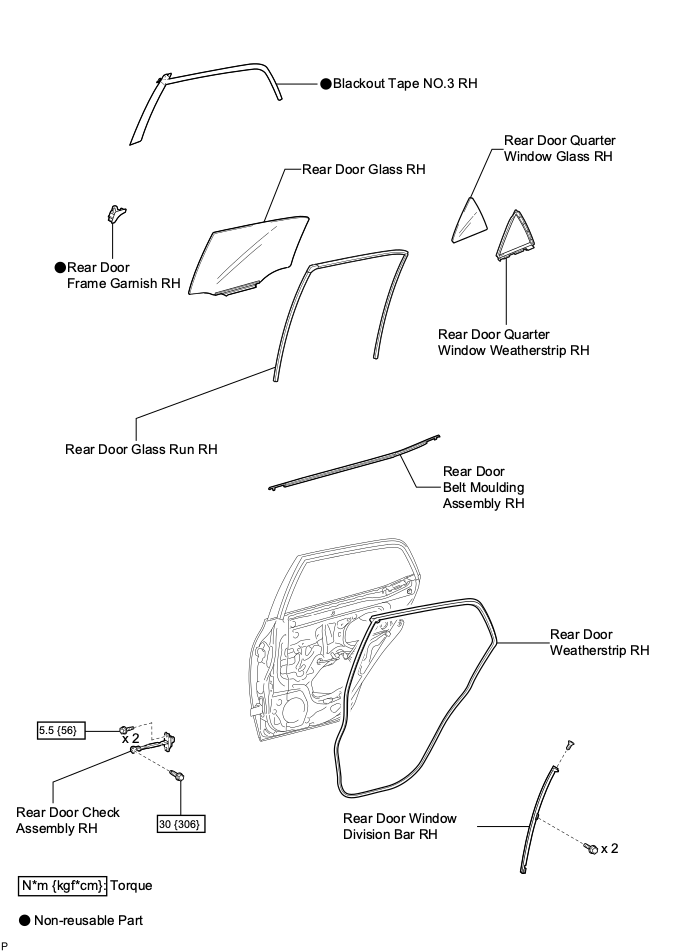 ●Blackout Tape NO.3 RH
Rear Door Quarter
Window Glass RH
Rear Door Glass RH
●Rear Door
Frame Garnish RH
Rear Door Quarter
Window Weatherstrip RH
Rear Door Glass Run RH
Rear Door
Belt Moulding
Assembly RH
Rear Door
Weatherstrip RH
5.5 {56}
x 2
Rear Door Check
Assembly RH
30 {306}
Rear Door Window
Division Bar RH
x 2
N*m {kgf*cm}: Torque
● Non-reusable Part
P